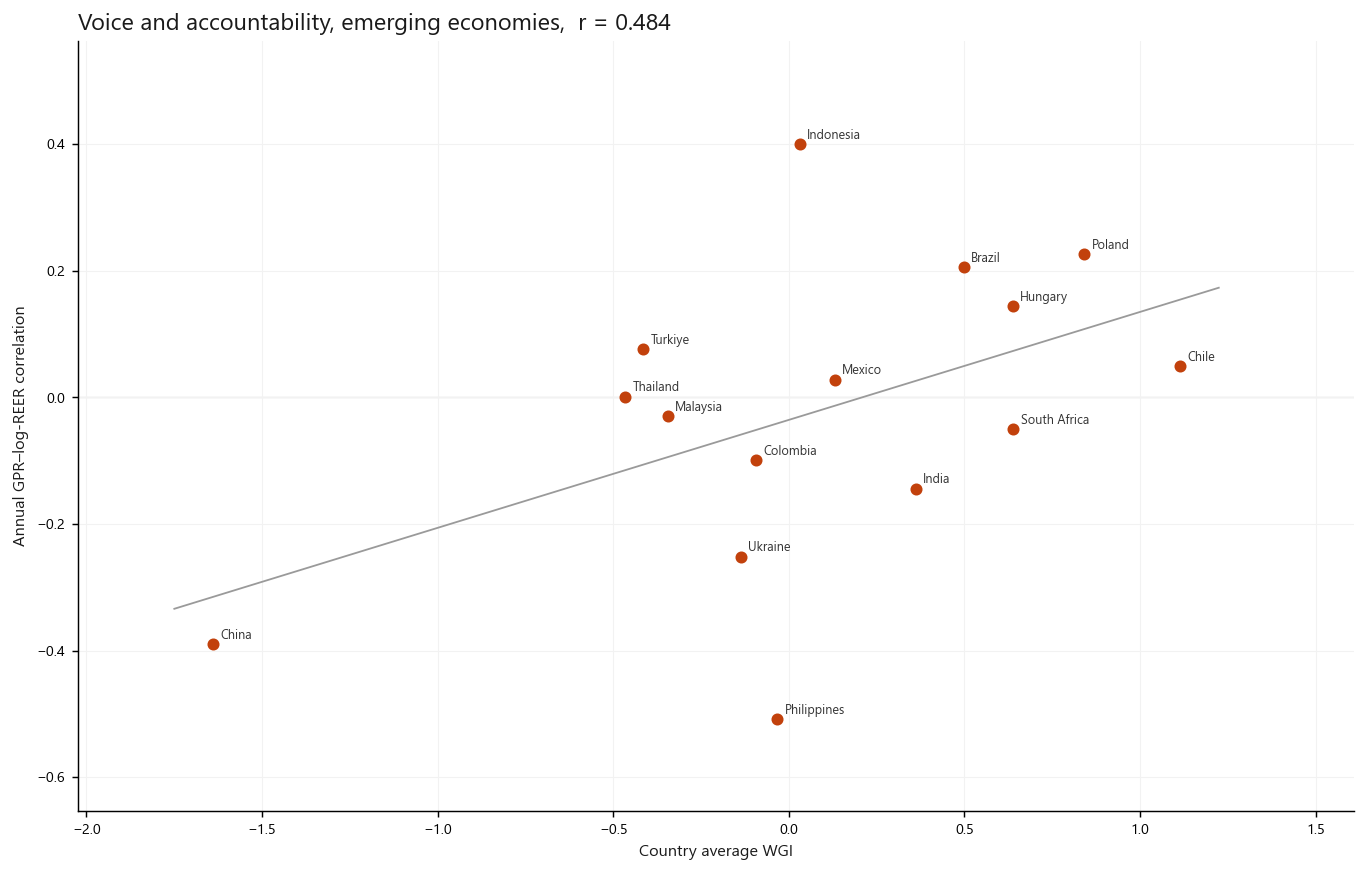 Voice and accountability, emerging economies,  r = 0.484
Annual GPR–log-REER correlation
0.4
0.2
0.0
−0.2
−0.4
−0.6
Indonesia
Poland
Brazil
Hungary
Turkiye
Chile
Mexico
Thailand
Malaysia
South Africa
Colombia
India
Ukraine
China
Philippines
−2.0 −1.5 −1.0 −0.5 0.0 0.5 1.0 1.5
Country average WGI